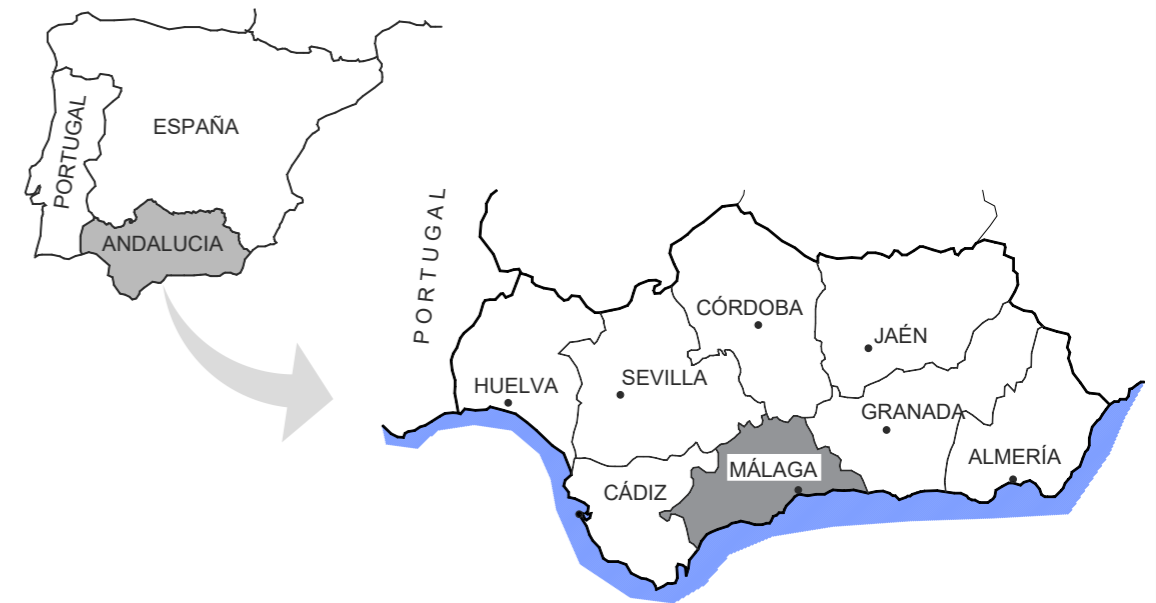 ESPAÑA
PORTUGAL
ANDALUCIA
PORTUGAL
CÓRDOBA
JAÉN
HUELVA
SEVILLA
GRANADA
MÁLAGA
ALMERÍA
CÁDIZ